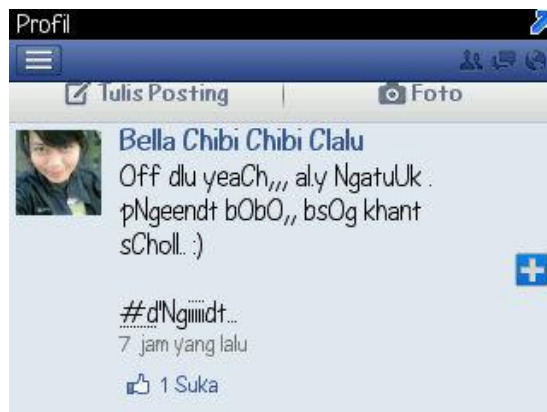 Profil
Tulis Posting
Foto
Bella Chibi Chibi Clalu
Off dlu yeaCh,,, al.y NgatuUk .
pNgeendt bObO,, bsOg khant
sCholl.. :)
#d'Ngiiiiidt...
7 jam yang lalu
1 Suka